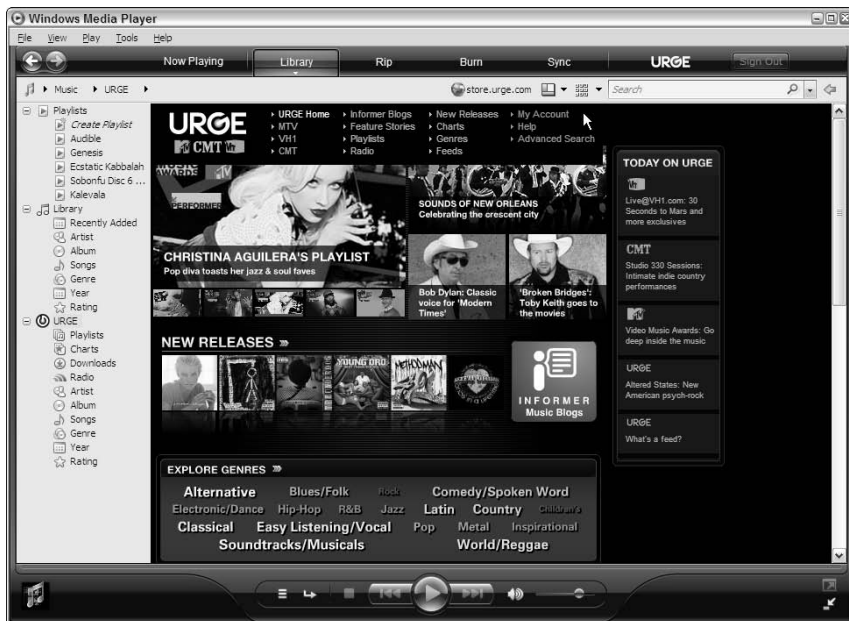 Windows Media Player
File View Play Tools Help
Now Playing Library Rip Burn Sync URGE Sign Out
Music URGE store.urge.com Search
Playlists
Create Playlist
Audible
Genesis
Ecstatic Kabbalah
Sobonfu Disc 6 ...
Kalevala
Library
Recently Added
Artist
Album
Songs
Genre
Year
Rating
URGE
Playlists
Charts
Downloads
Radio
Artist
Album
Songs
Genre
Year
Rating
URGE
CMT
URGE Home Informer Blogs New Releases My Account
MTV Feature Stories Charts Help
VH1 Playlists Genres Advanced Search
CMT Radio Feeds
AWARDS
PERFORMER
CHRISTINA AGUILERA'S PLAYLIST
Pop diva toasts her jazz & soul faves
SOUNDS OF NEW ORLEANS
Celebrating the crescent city
Bob Dylan: Classic
voice for 'Modern
Times'
'Broken Bridges':
Toby Keith goes to
the movies
NEW RELEASES
YOUNG DRO
METHOD MAN
INFORMER
Music Blogs
EXPLORE GENRES
Alternative Blues/Folk Rock Comedy/Spoken Word
Electronic/Dance Hip-Hop R&B Jazz Latin Country Children's
Classical Easy Listening/Vocal Pop Metal Inspirational
Soundtracks/Musicals World/Reggae
TODAY ON URGE
Live@VH1.com: 30
Seconds to Mars and
more exclusives
CMT
Studio 330 Sessions:
Intimate indie country
performances
Video Music Awards: Go
deep inside the music
URGE
Altered States: New
American psych-rock
URGE
What's a feed?